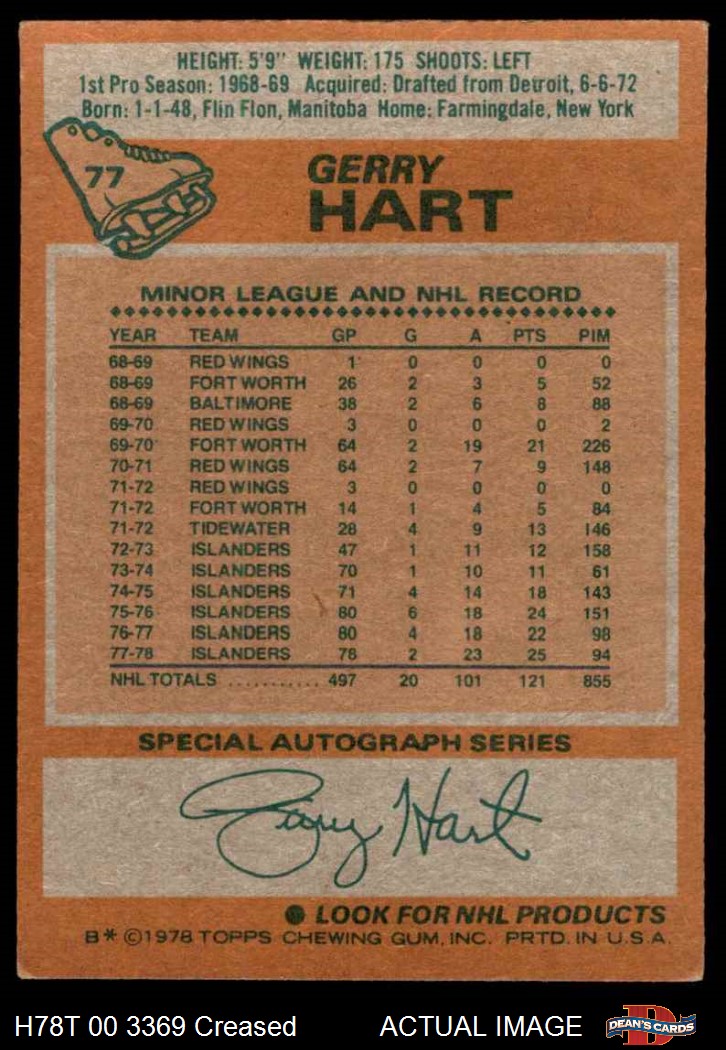 HEIGHT: 5'9" WEIGHT: 175 SHOOTS: LEFT
1st Pro Season: 1968-69 Acquired: Drafted from Detroit, 6-6-72
Born: 1-1-48, Flin Flon, Manitoba Home: Farmingdale, New York
77
GERRY
HART
MINOR LEAGUE AND NHL RECORD
YEAR TEAM GP G A PTS PIM
68-69 RED WINGS 1 0 0 0 0
68-69 FORT WORTH 26 2 3 5 52
68-69 BALTIMORE 38 2 6 8 88
69-70 RED WINGS 3 0 0 0 2
69-70 FORT WORTH 64 2 19 21 226
70-71 RED WINGS 64 2 7 9 148
71-72 RED WINGS 3 0 0 0 0
71-72 FORT WORTH 14 1 4 5 84
71-72 TIDEWATER 28 4 9 13 146
72-73 ISLANDERS 47 1 11 12 158
73-74 ISLANDERS 70 1 10 11 61
74-75 ISLANDERS 71 4 14 18 143
75-76 ISLANDERS 80 6 18 24 151
76-77 ISLANDERS 80 4 18 22 98
77-78 ISLANDERS 78 2 23 25 94
NHL TOTALS ........... 497 20 101 121 855
SPECIAL AUTOGRAPH SERIES
Gerry Hart
● LOOK FOR NHL PRODUCTS
B* ©1978 TOPPS CHEWING GUM, INC. PRTD. IN U.S.A.
H78T 00 3369 Creased ACTUAL IMAGE
D
DEAN'S CARDS